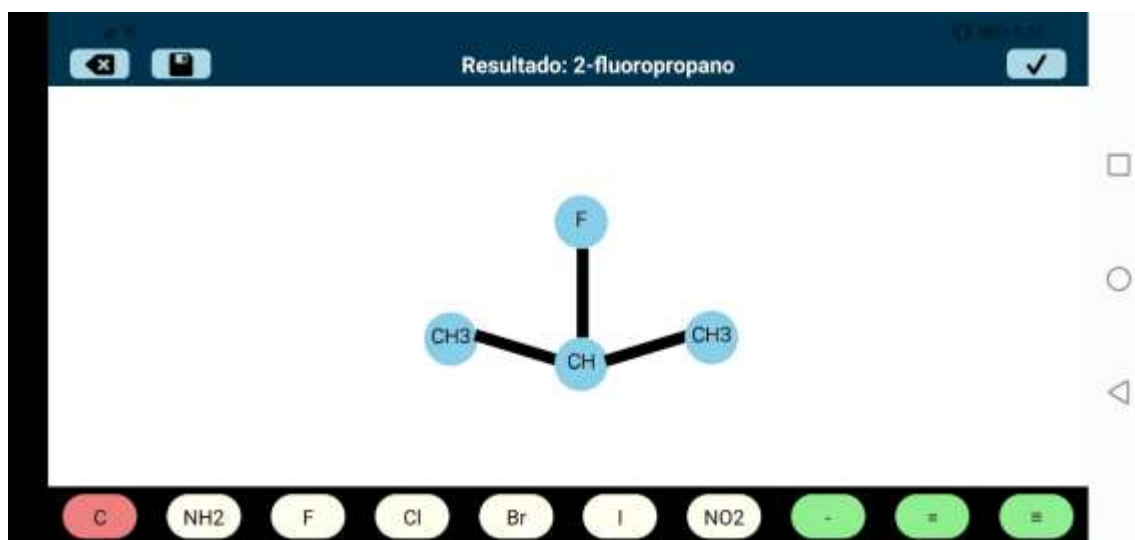 Resultado: 2-fluoropropano
F
CH3 CH CH3
C NH2 F Cl Br I NO2 - = ≡